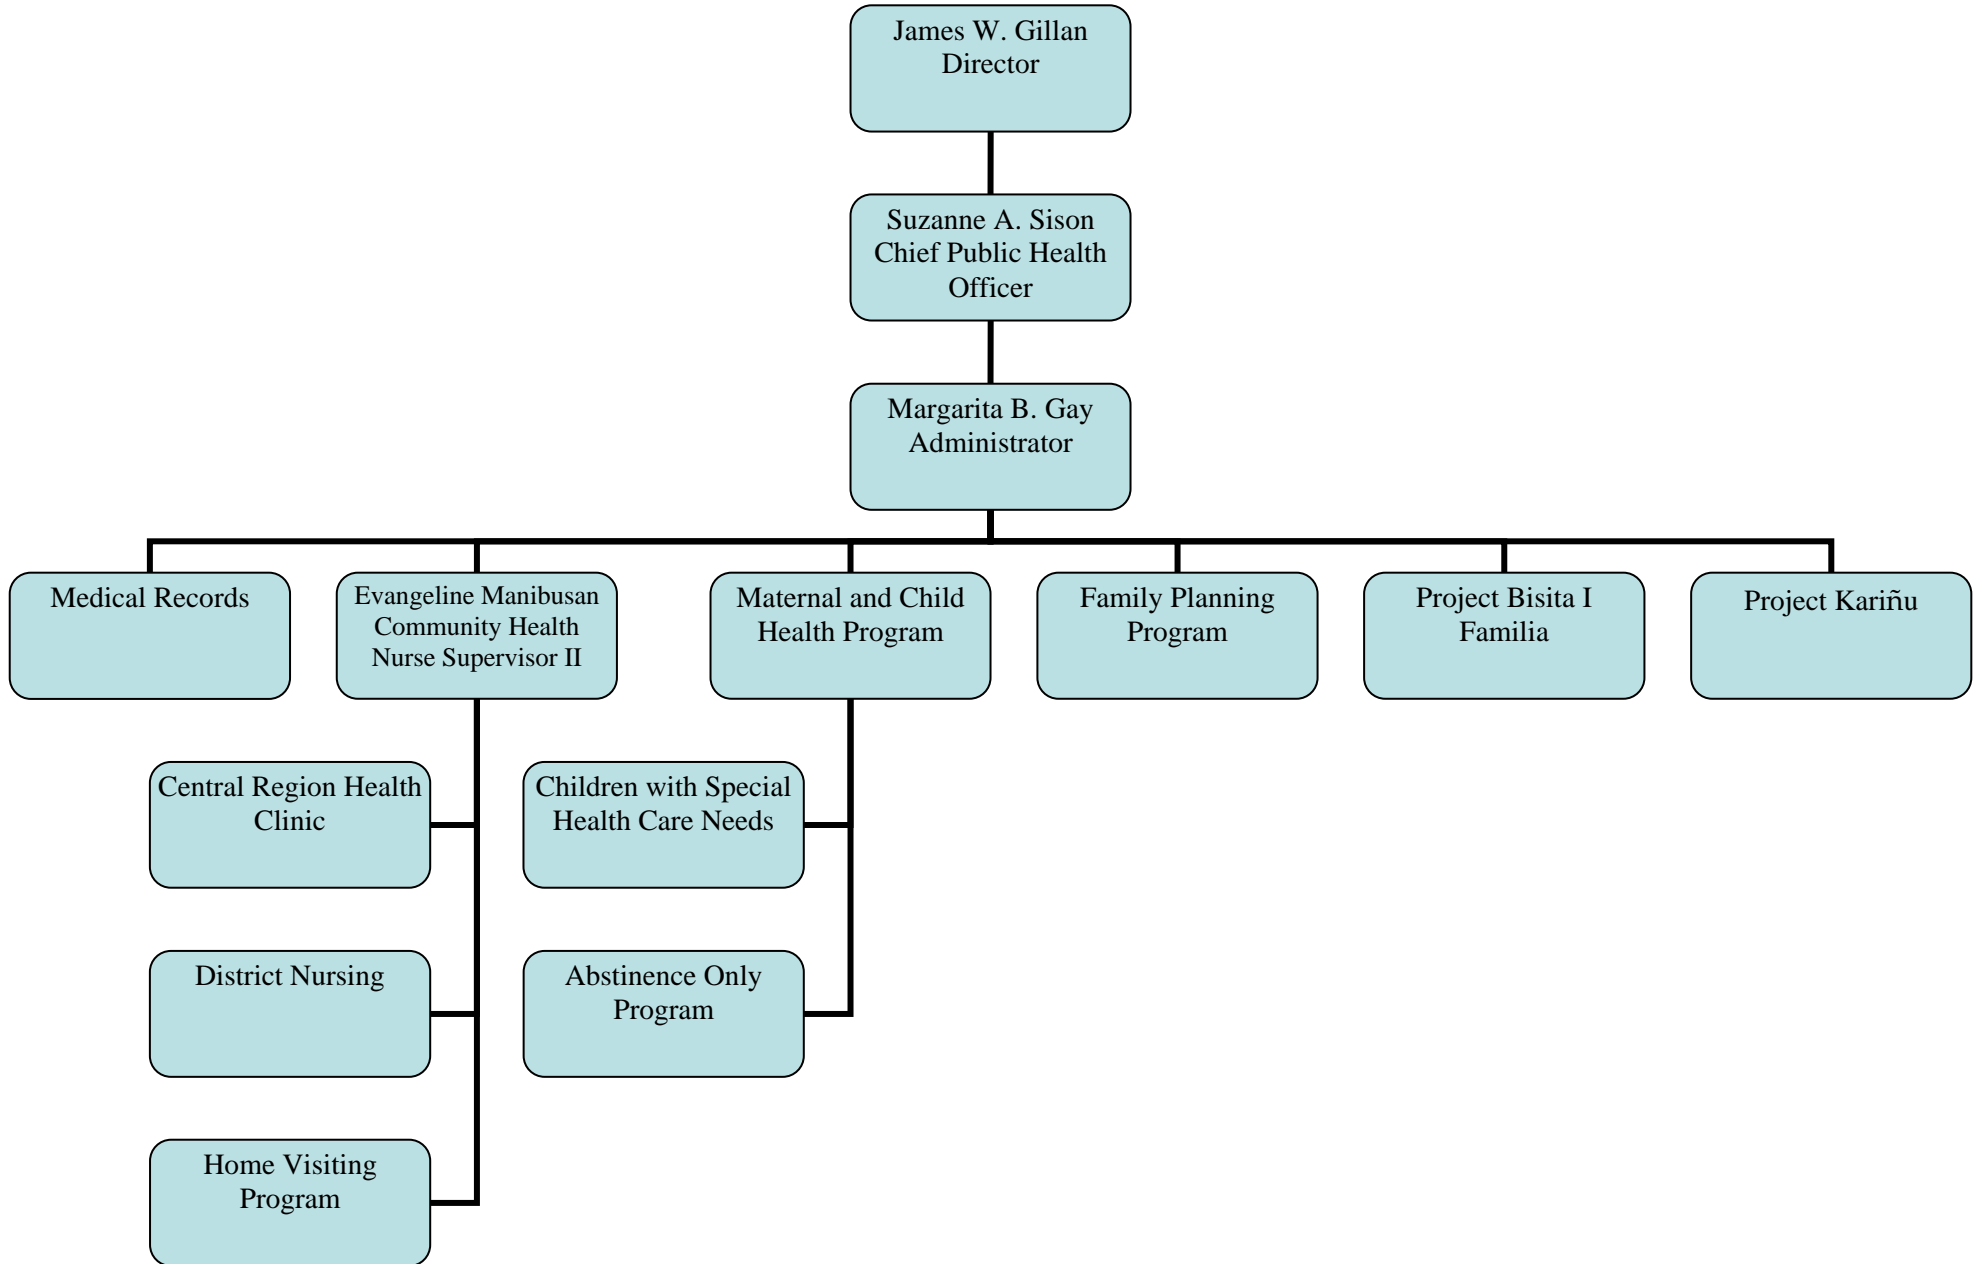 James W. Gillan
Director
Suzanne A. Sison
Chief Public Health
Officer
Margarita B. Gay
Administrator
Medical Records
Evangeline Manibusan
Community Health
Nurse Supervisor II
Maternal and Child
Health Program
Family Planning
Program
Project Bisita I
Familia
Project Kariñu
Central Region Health
Clinic
Children with Special
Health Care Needs
District Nursing
Abstinence Only
Program
Home Visiting
Program